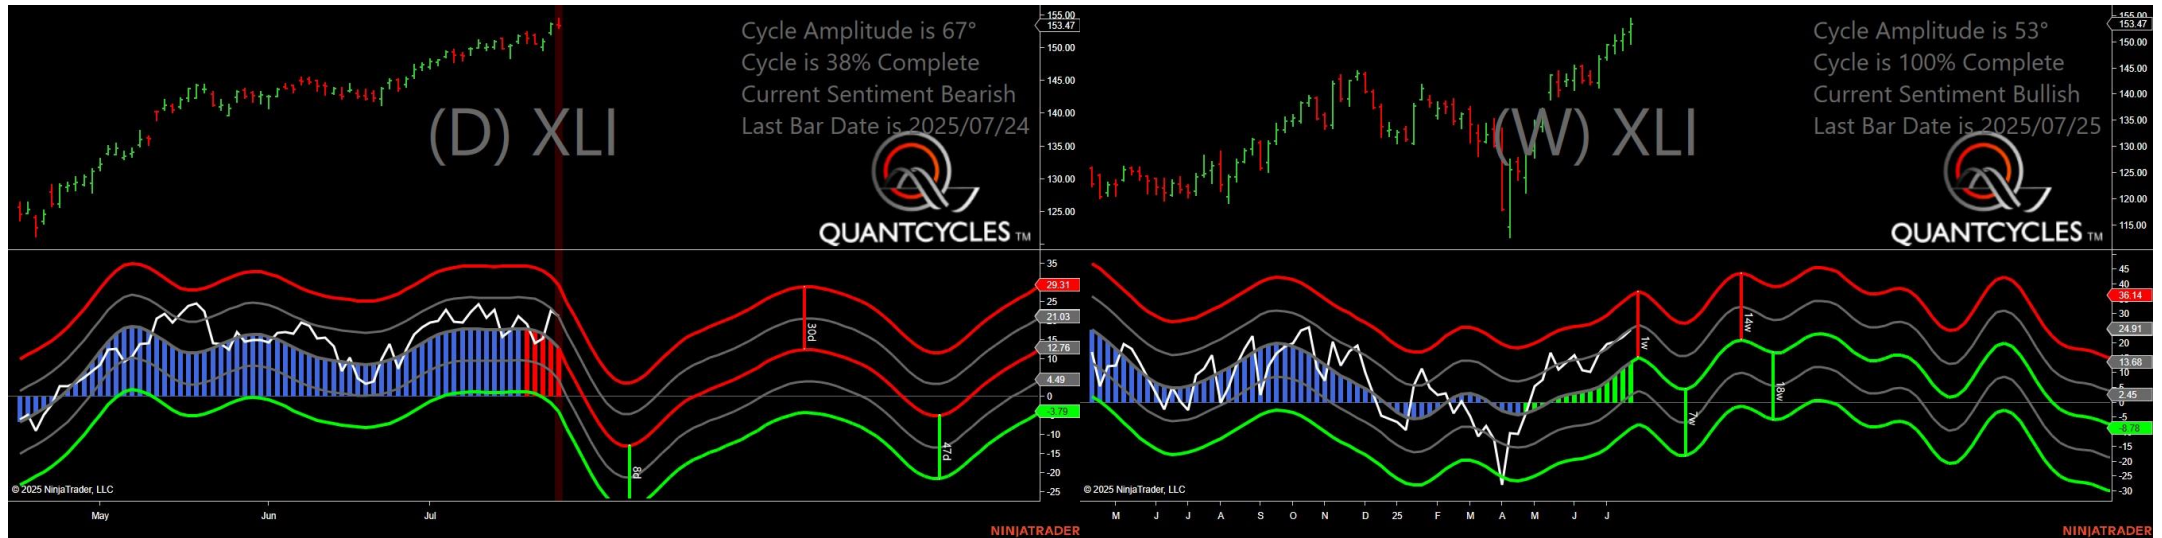 Cycle Amplitude is 67°
Cycle is 38% Complete
Current Sentiment Bearish
Last Bar Date is 2025/07/24
(D) XLI
QUANTCYCLES TM
155.00
153.47
150.00
145.00
140.00
135.00
130.00
125.00
35
29.31
25
21.03
15
12.76
10
4.49
0
-3.79
-10
-15
-20
-25
30d
8d
47d
© 2025 NinjaTrader, LLC
May Jun Jul
NINJATRADER
Cycle Amplitude is 53°
Cycle is 100% Complete
Current Sentiment Bullish
Last Bar Date is 2025/07/25
(W) XLI
QUANTCYCLES TM
155.00
153.47
150.00
145.00
140.00
135.00
130.00
125.00
120.00
115.00
45
40
36.14
30
24.91
20
13.68
10
5
2.45
-5
-8.78
-15
-20
-25
-30
1w
14w
7w
18w
© 2025 NinjaTrader, LLC
M J J A S O N D 25 F M A M J J
NINJATRADER